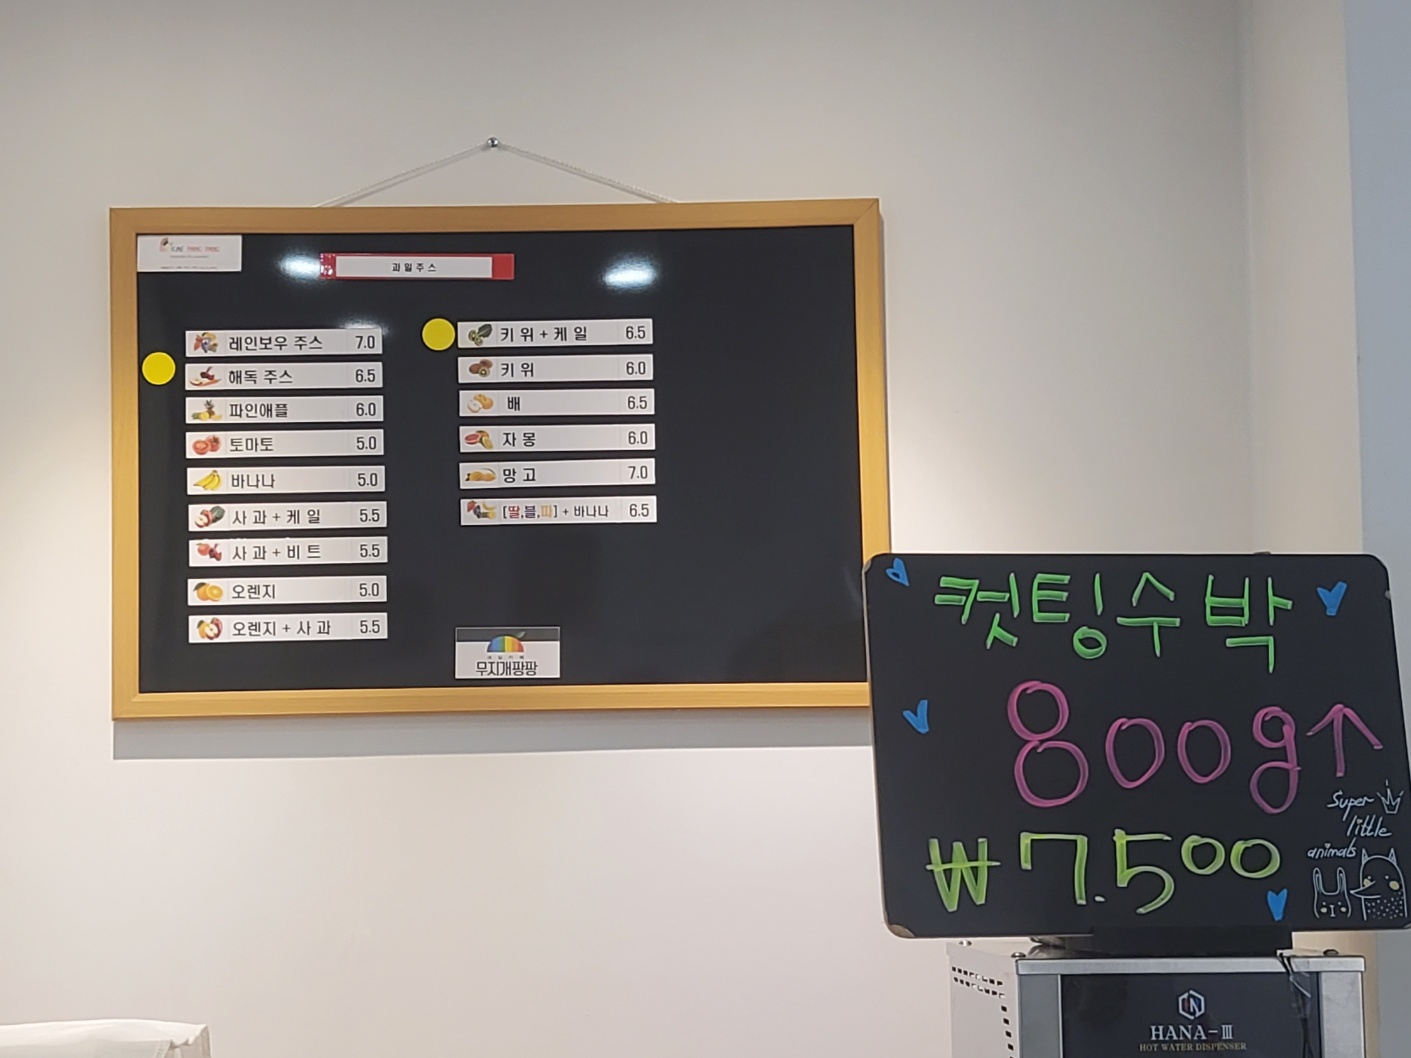 과일주스
레인보우 주스 7.0
해독 주스 6.5
파인애플 6.0
토마토 5.0
바나나 5.0
사 과 + 케 일 5.5
사 과 + 비 트 5.5
오렌지 5.0
오렌지 + 사 과 5.5
키 위 + 케 일 6.5
키 위 6.0
배 6.5
자 몽 6.0
망 고 7.0
[딸,블,파] + 바나나 6.5
무지개팡팡
컷팅수박
800g↑
₩7.500
Super
little
animals
HANA-Ⅲ
HOT WATER DISPENSER